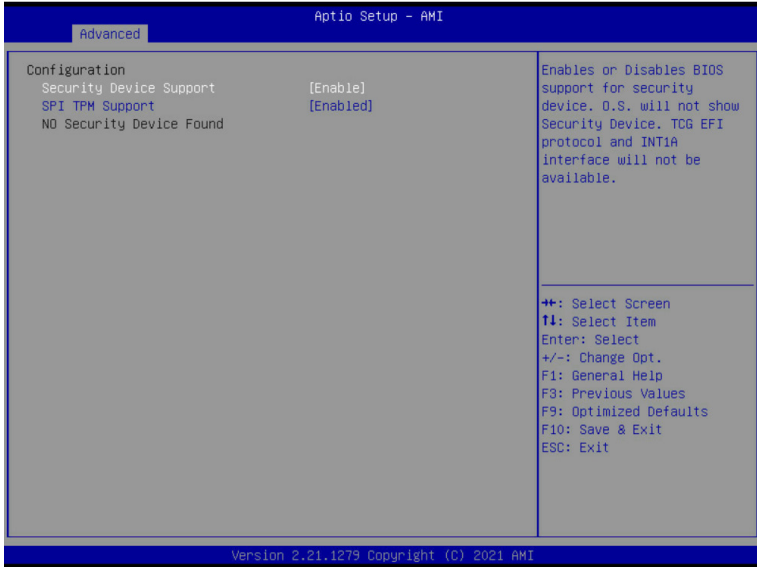 Aptio Setup – AMI
Advanced
Configuration
Security Device Support [Enable]
SPI TPM Support [Enabled]
NO Security Device Found
Enables or Disables BIOS
support for security
device. O.S. will not show
Security Device. TCG EFI
protocol and INT1A
interface will not be
available.
→←: Select Screen
↑↓: Select Item
Enter: Select
+/-: Change Opt.
F1: General Help
F3: Previous Values
F9: Optimized Defaults
F10: Save & Exit
ESC: Exit
Version 2.21.1279 Copyright (C) 2021 AMI